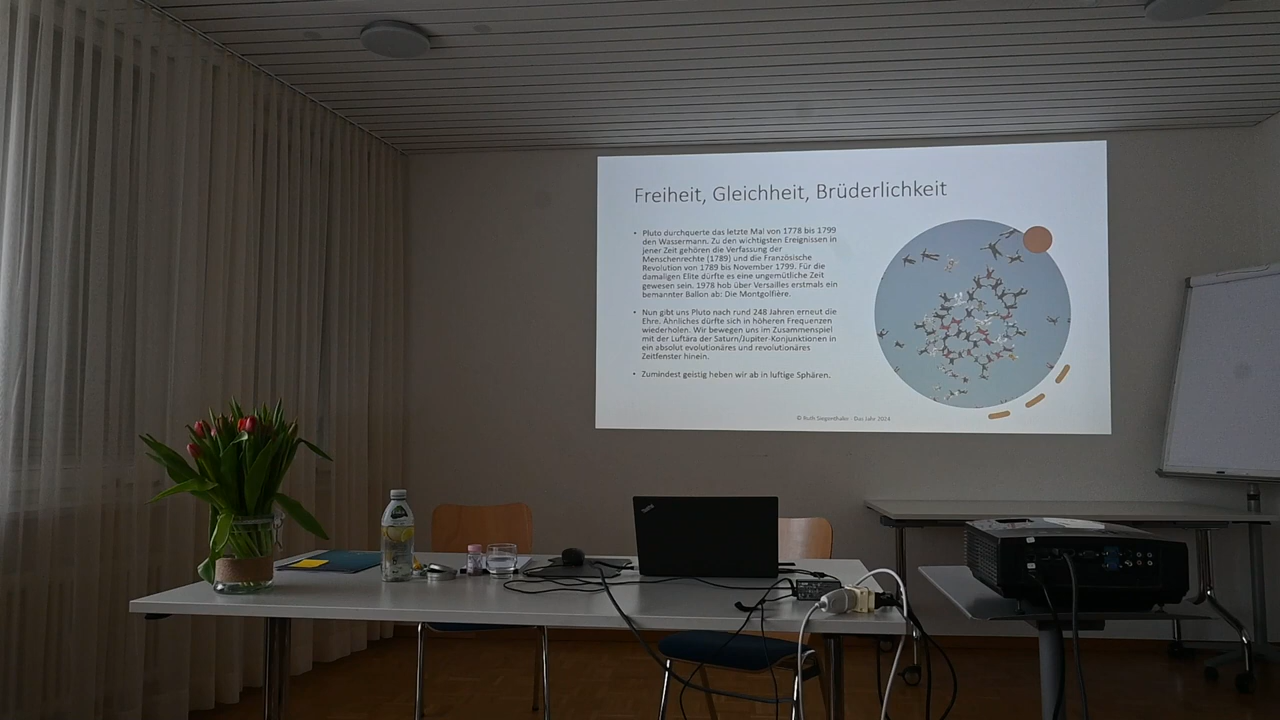 Freiheit, Gleichheit, Brüderlichkeit
• Pluto durchquerte das letzte Mal von 1778 bis 1799
den Wassermann. Zu den wichtigsten Ereignissen in
jener Zeit gehören die Verfassung der
Menschenrechte (1789) und die Französische
Revolution von 1789 bis November 1799. Für die
damaligen Elite dürfte es eine ungemütliche Zeit
gewesen sein. 1978 hob über Versailles erstmals ein
bemannter Ballon ab: Die Montgolfière.
• Nun gibt uns Pluto nach rund 248 Jahren erneut die
Ehre. Ähnliches dürfte sich in höheren Frequenzen
wiederholen. Wir bewegen uns im Zusammenspiel
mit der Luftära der Saturn/Jupiter-Konjunktionen in
ein absolut evolutionäres und revolutionäres
Zeitfenster hinein.
• Zumindest geistig heben wir ab in luftige Sphären.
© Ruth Siegenthaler - Das Jahr 2024
ThinkPad